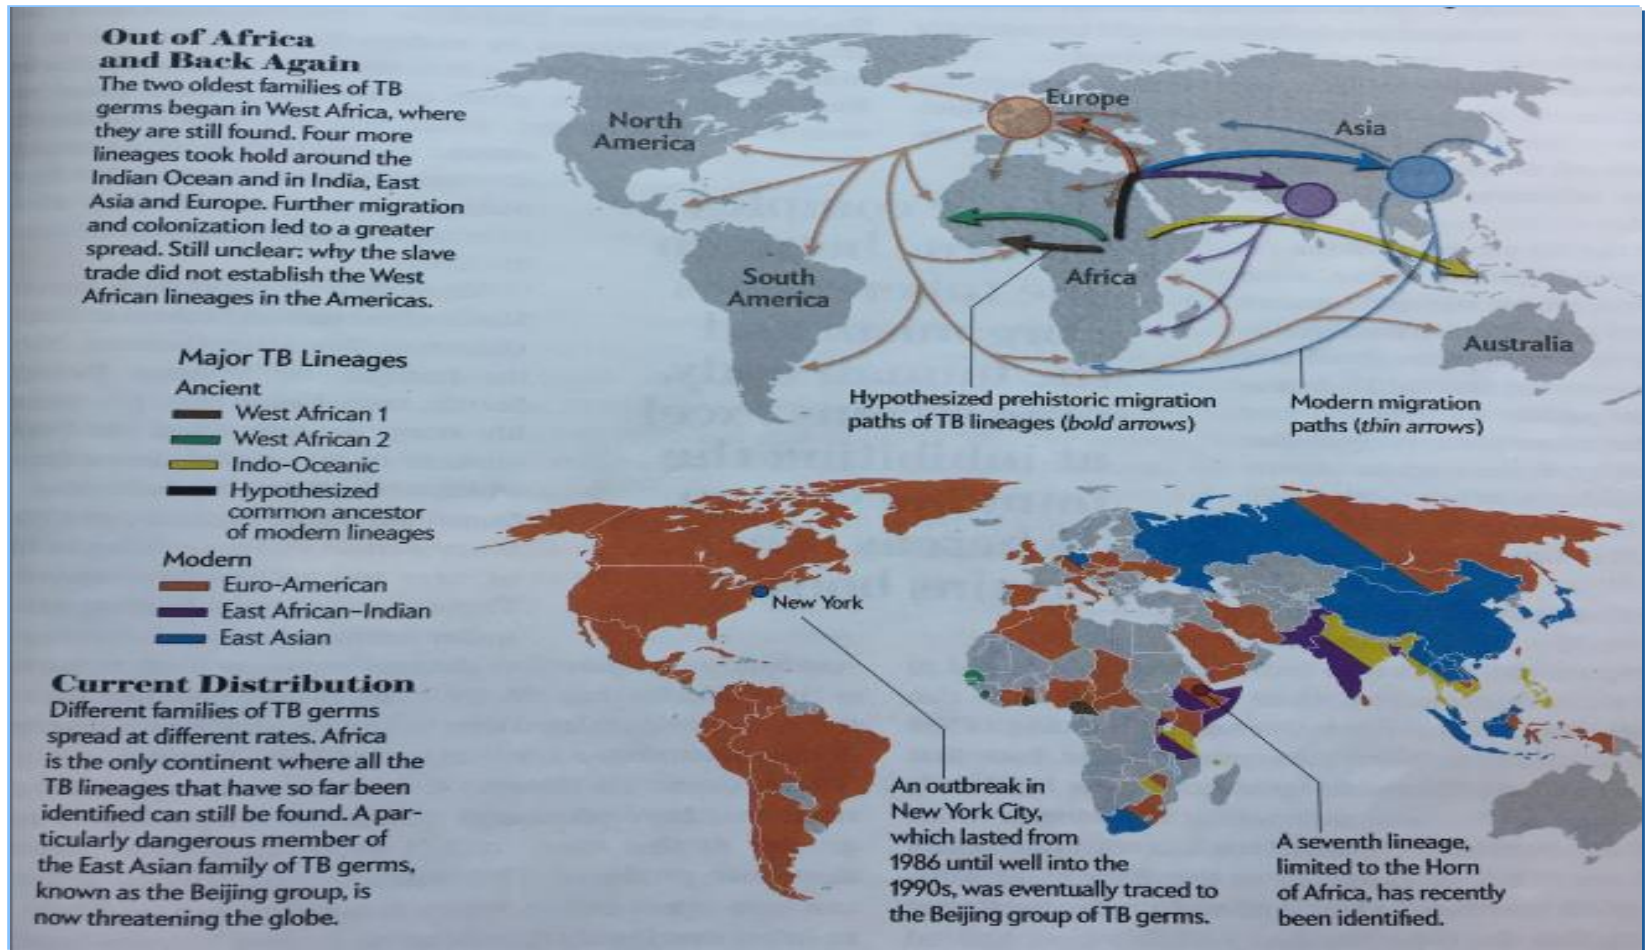 Out of Africa
and Back Again
The two oldest families of TB
germs began in West Africa, where
they are still found. Four more
lineages took hold around the
Indian Ocean and in India, East
Asia and Europe. Further migration
and colonization led to a greater
spread. Still unclear: why the slave
trade did not establish the West
African lineages in the Americas.
North
America
Europe
Asia
South
America
Africa
Australia
Hypothesized prehistoric migration
paths of TB lineages (bold arrows)
Modern migration
paths (thin arrows)
Major TB Lineages
Ancient
West African 1
West African 2
Indo-Oceanic
Hypothesized
common ancestor
of modern lineages
Modern
Euro-American
East African–Indian
East Asian
Current Distribution
Different families of TB germs
spread at different rates. Africa
is the only continent where all the
TB lineages that have so far been
identified can still be found. A par-
ticularly dangerous member of
the East Asian family of TB germs,
known as the Beijing group, is
now threatening the globe.
New York
An outbreak in
New York City,
which lasted from
1986 until well into the
1990s, was eventually traced to
the Beijing group of TB germs.
A seventh lineage,
limited to the Horn
of Africa, has recently
been identified.